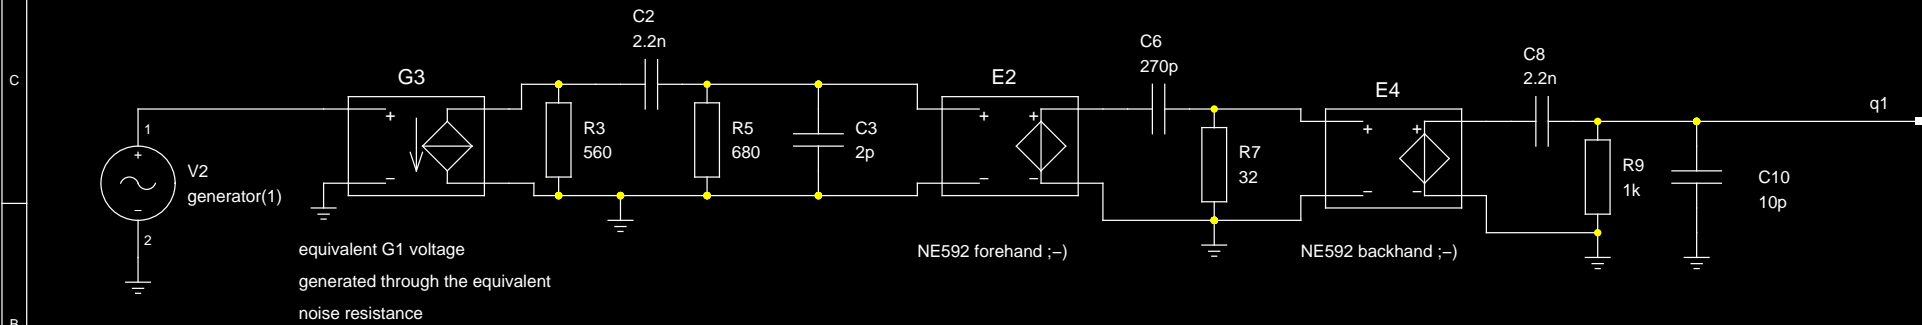 C
B
1
+
−
2
V2
generator(1)
G3
+
−
equivalent G1 voltage
generated through the equivalent
noise resistance
R3
560
C2
2.2n
R5
680
C3
2p
E2
+
−
+
−
NE592 forehand ;−)
C6
270p
R7
32
E4
+
−
+
−
NE592 backhand ;−)
C8
2.2n
R9
1k
C10
10p
q1